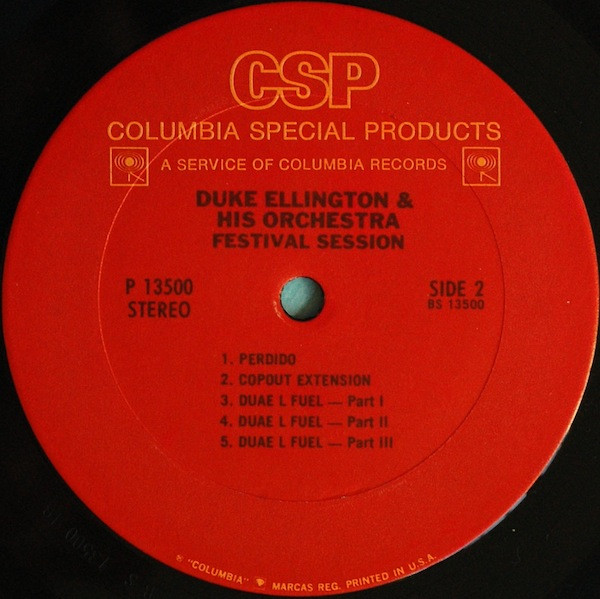 CSP
COLUMBIA SPECIAL PRODUCTS
A SERVICE OF COLUMBIA RECORDS
DUKE ELLINGTON &
HIS ORCHESTRA
FESTIVAL SESSION
P 13500
STEREO
SIDE 2
BS 13500
1. PERDIDO
2. COPOUT EXTENSION
3. DUAE L FUEL — Part I
4. DUAE L FUEL — Part II
5. DUAE L FUEL — Part III
"COLUMBIA" MARCAS REG. PRINTED IN U.S.A.